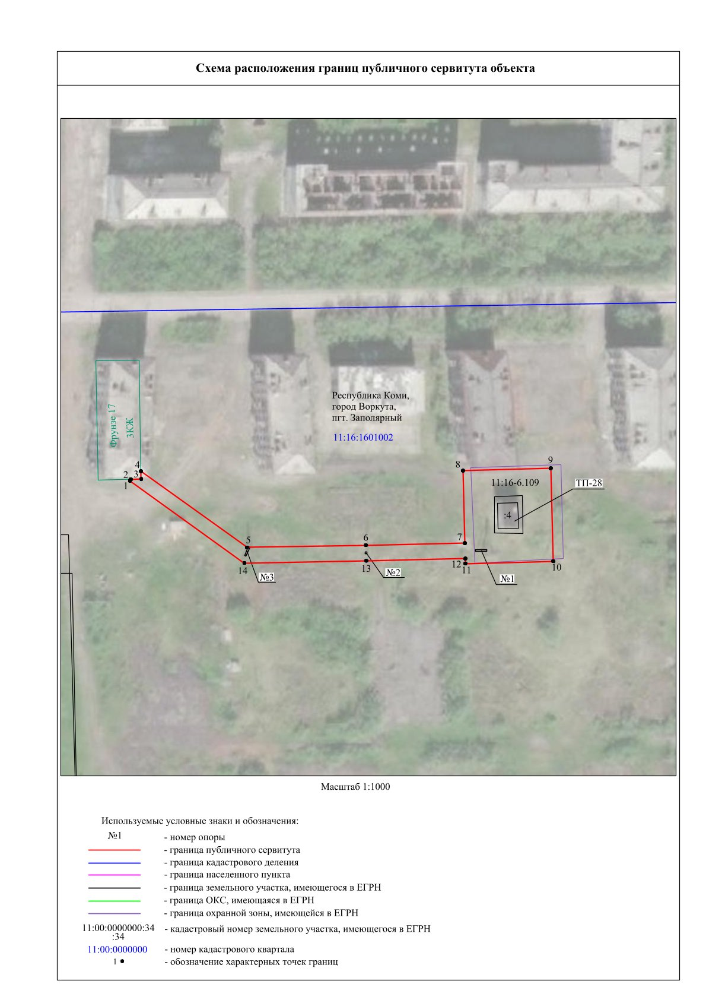 Схема расположения границ публичного сервитута объекта
Республика Коми,
город Воркута,
пгт. Заполярный
11:16:1601002
Фрунзе 17
3КЖ
4
2
3
1
8
9
11:16-6.109
ТП-28
:4
5
6
7
14
13
12
11
10
№3
№2
№1
Масштаб 1:1000
Используемые условные знаки и обозначения:
№1 - номер опоры
- граница публичного сервитута
- граница кадастрового деления
- граница населенного пункта
- граница земельного участка, имеющегося в ЕГРН
- граница ОКС, имеющаяся в ЕГРН
- граница охранной зоны, имеющейся в ЕГРН
11:00:0000000:34 - кадастровый номер земельного участка, имеющегося в ЕГРН
:34
11:00:0000000 - номер кадастрового квартала
1 - обозначение характерных точек границ